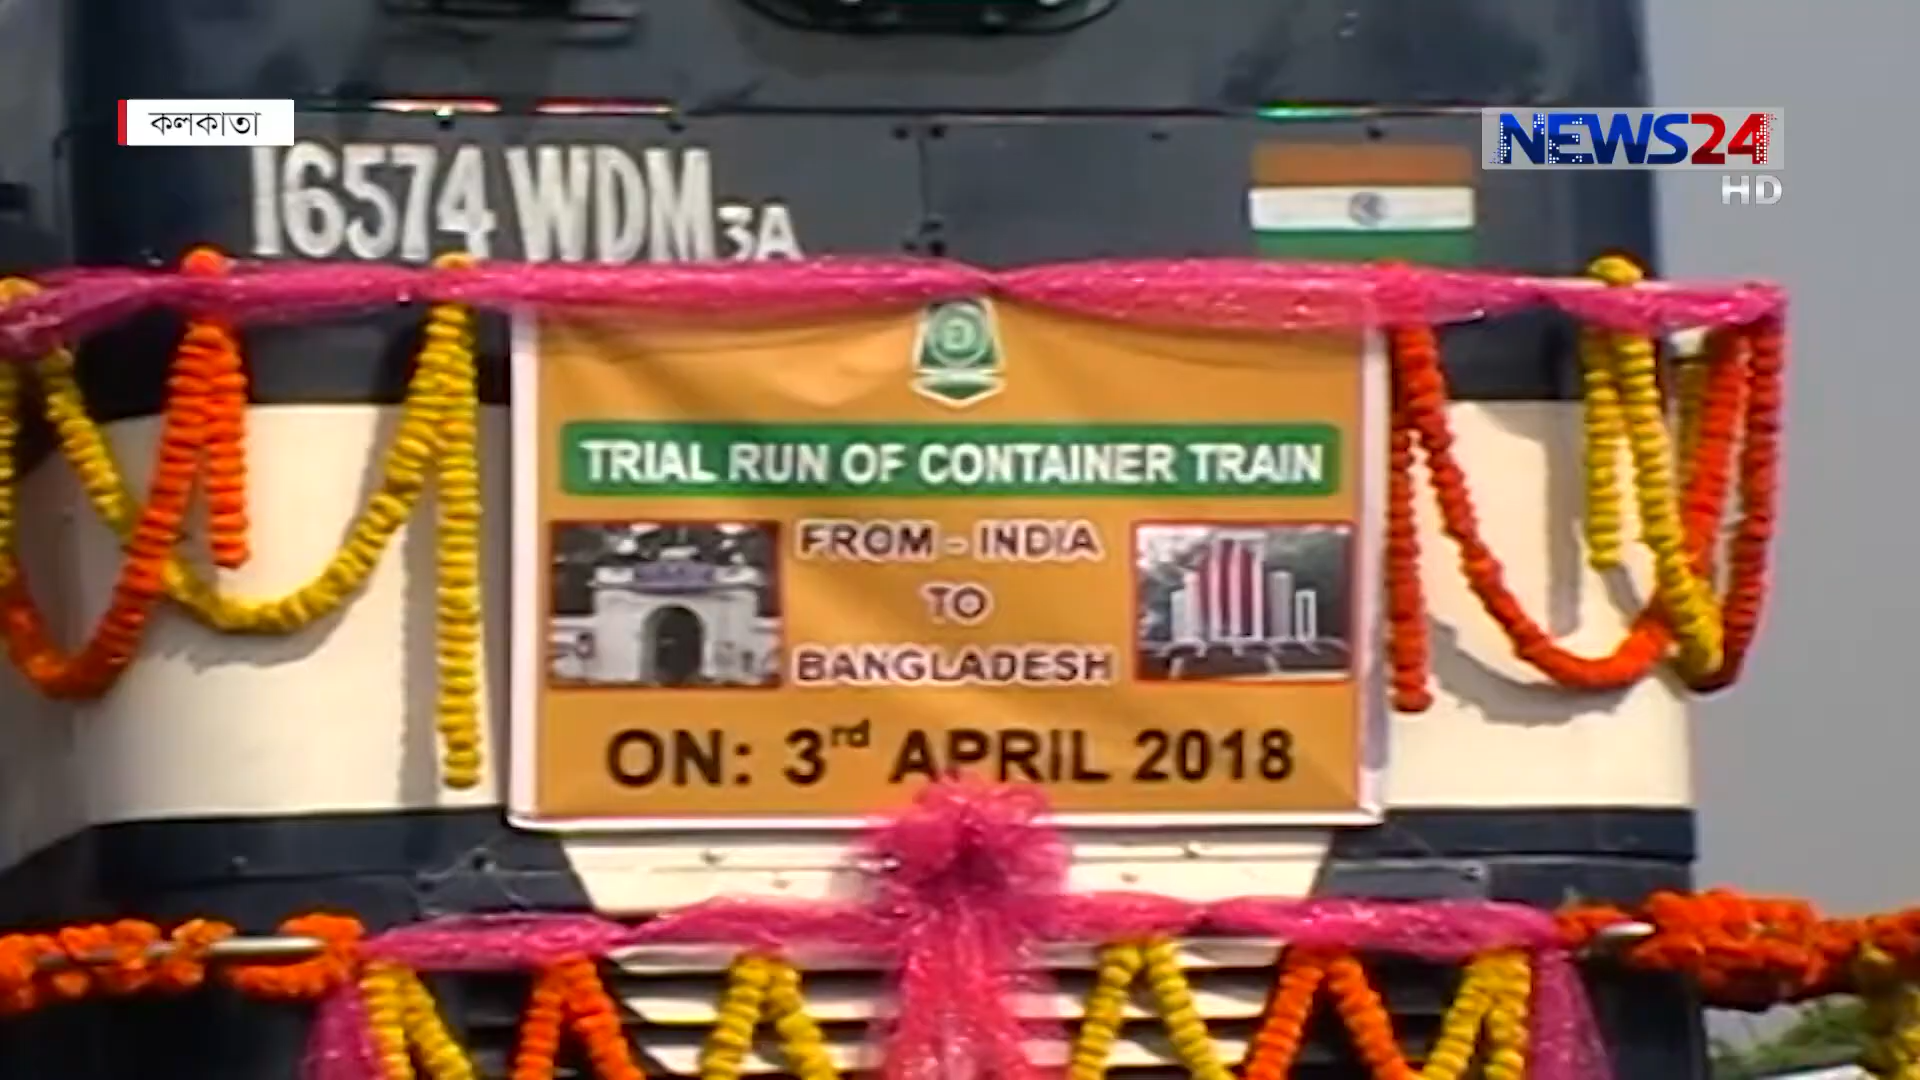 কলকাতা
NEWS24
HD
16574 WDM3A
TRIAL RUN OF CONTAINER TRAIN
FROM - INDIA
TO
BANGLADESH
ON: 3rd APRIL 2018